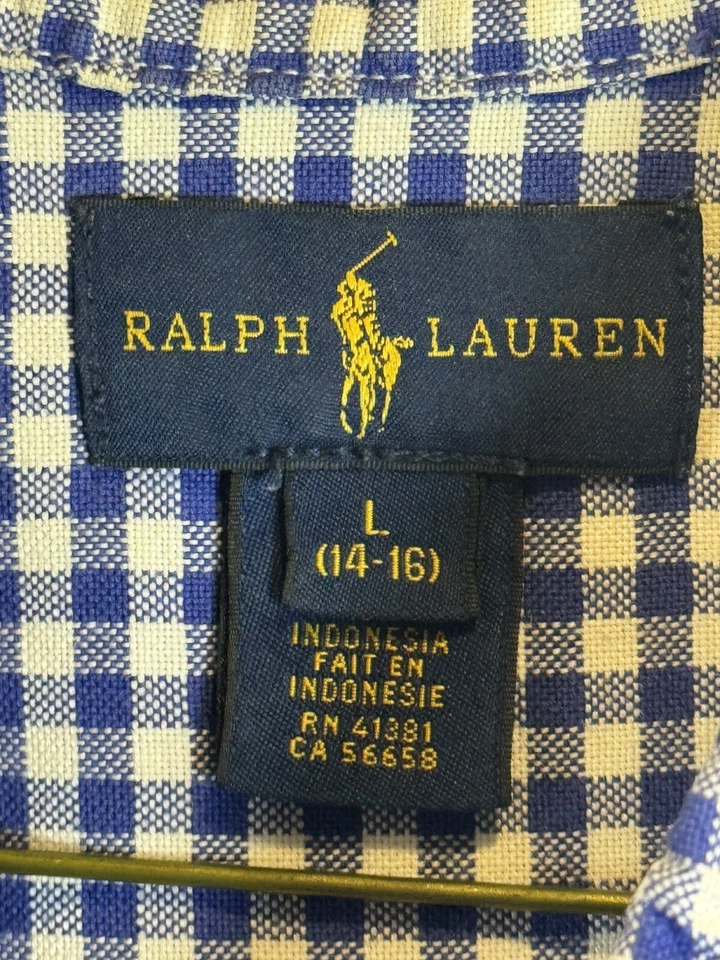 RALPH LAUREN
L
(14-16)
INDONESIA
FAIT EN
INDONESIE
RN 41381
CA 56658